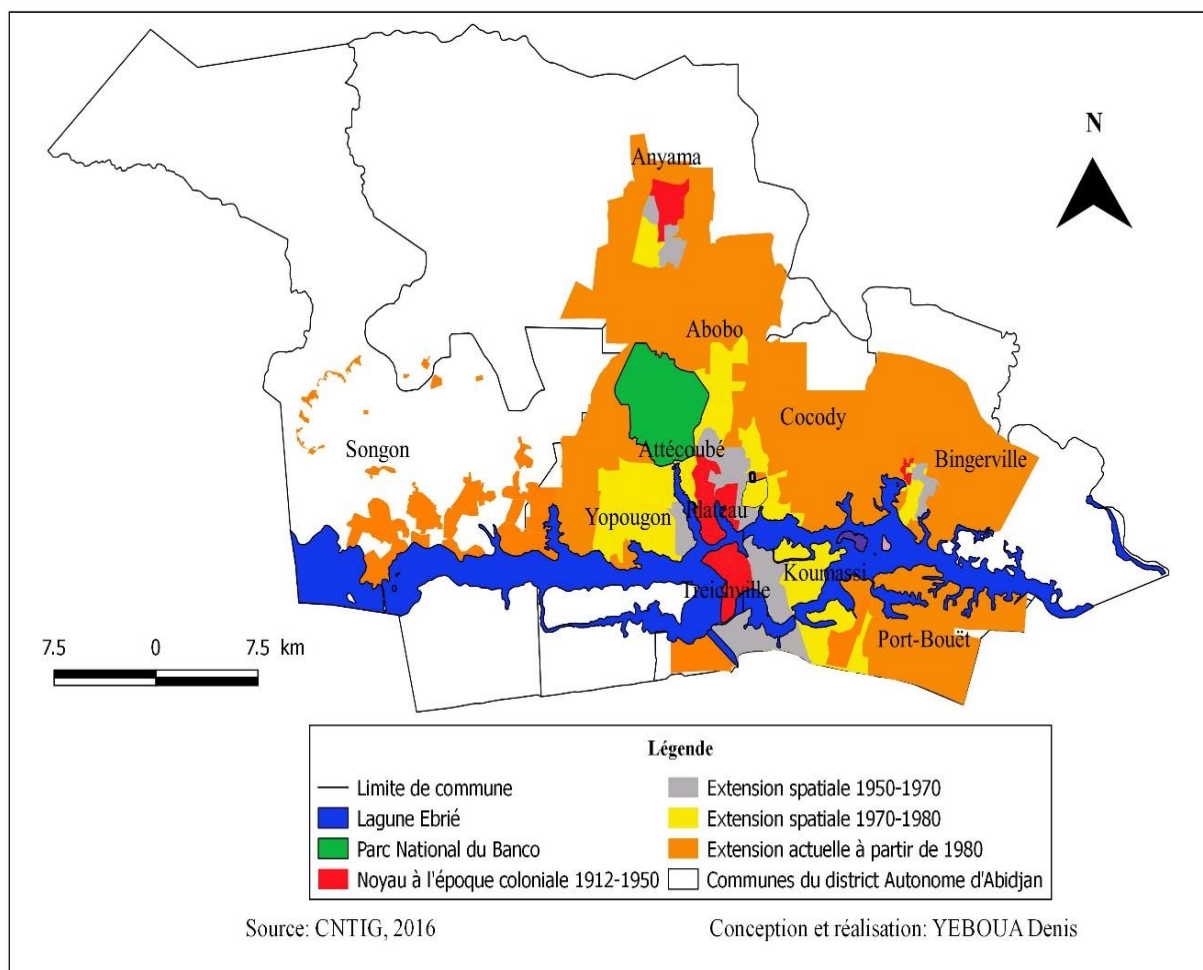 N
Anyama
Abobo
Cocody
Attécoubé
Songon
Bingerville
Plateau
Yopougon
Koumassi
Treichville
Port-Bouët
7.5 0 7.5 km
Légende
Limite de commune
Lagune Ebrié
Parc National du Banco
Noyau à l'époque coloniale 1912-1950
Extension spatiale 1950-1970
Extension spatiale 1970-1980
Extension actuelle à partir de 1980
Communes du district Autonome d'Abidjan
Source: CNTIG, 2016
Conception et réalisation: YEBOUA Denis